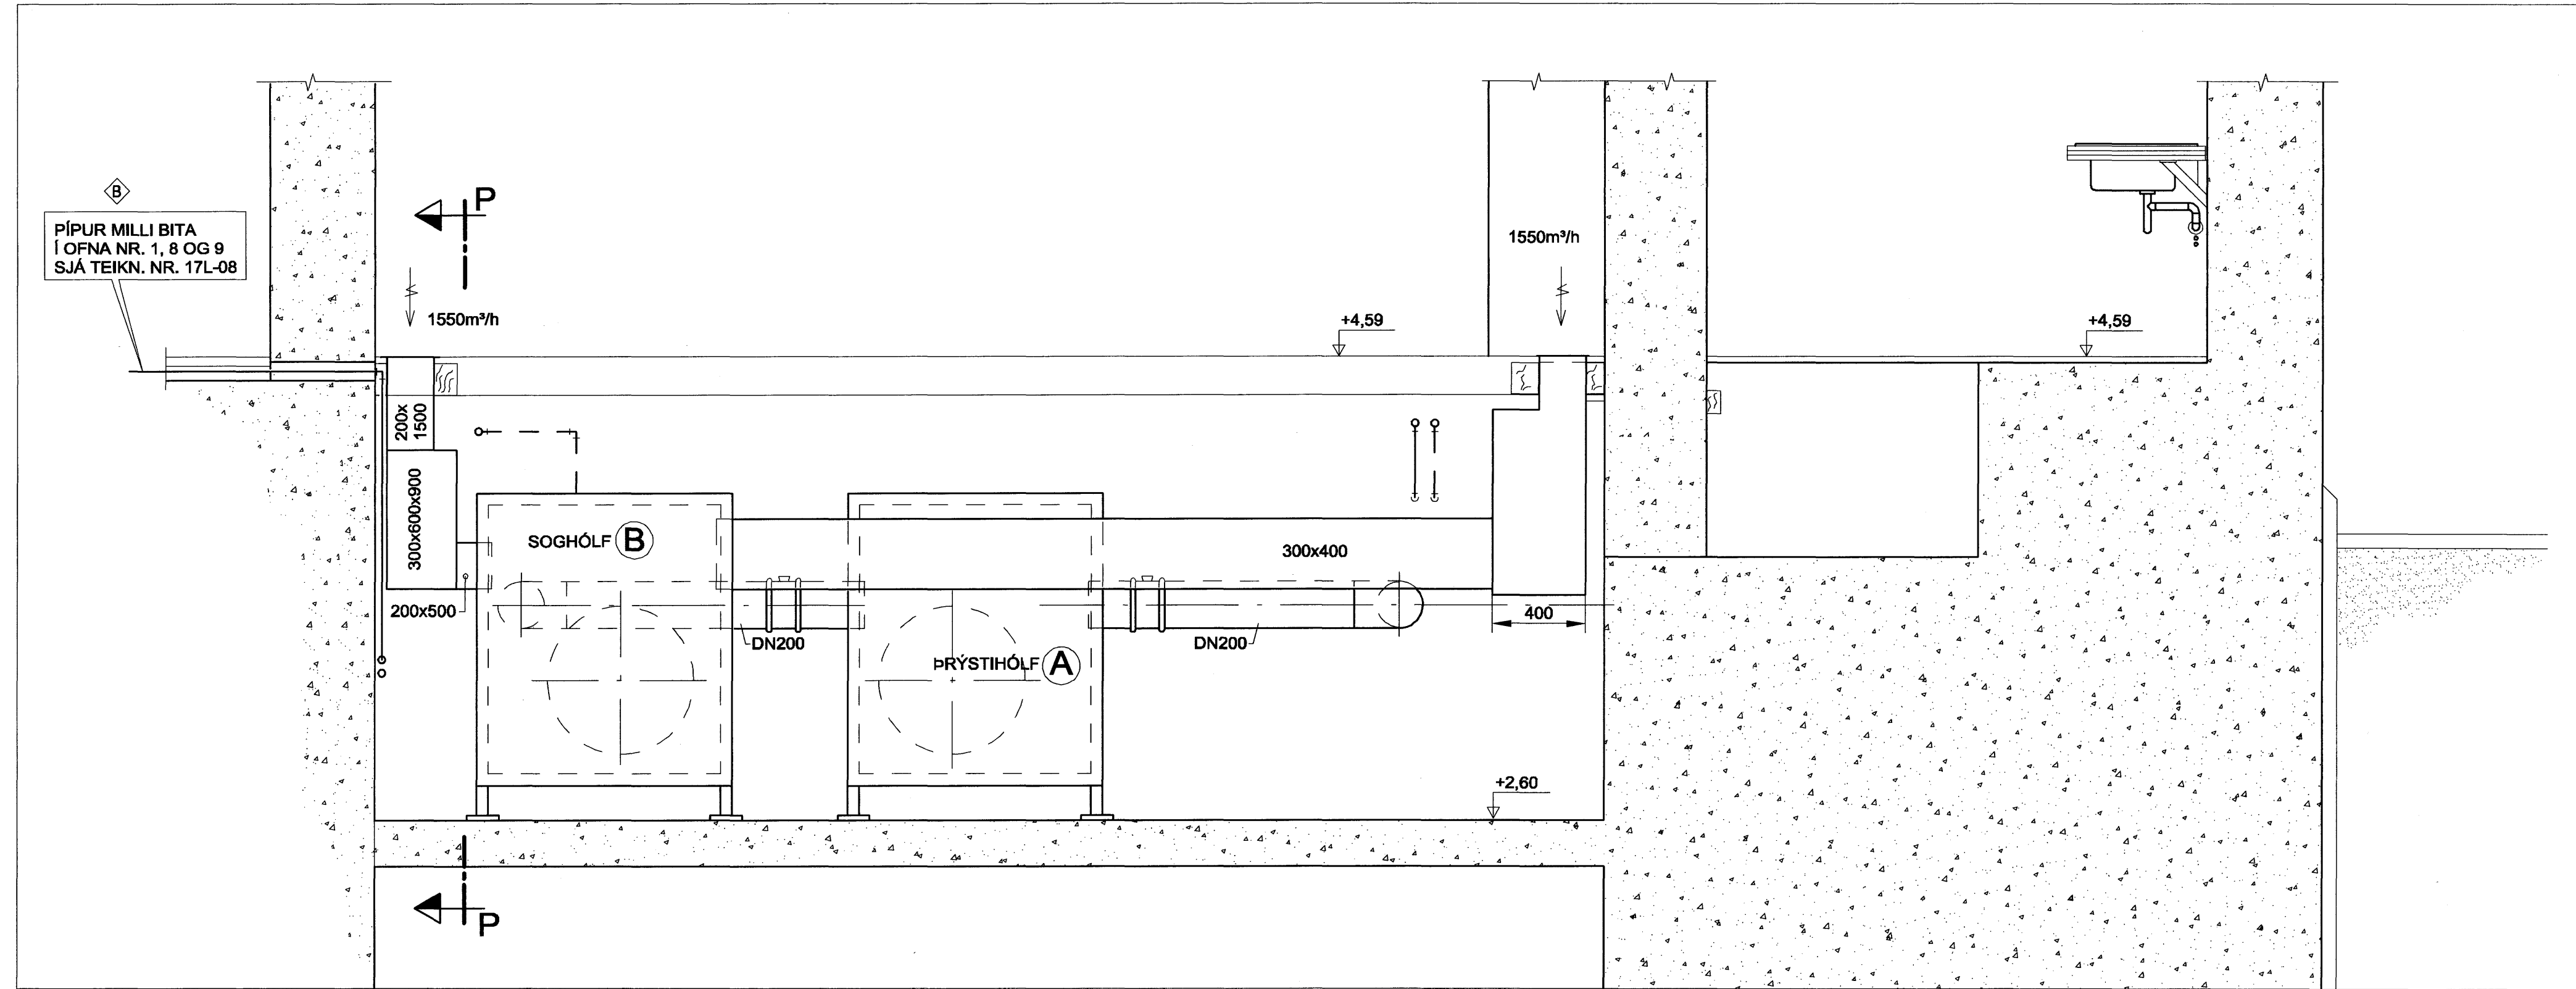 B
PÍPUR MILLI BITA
Í OFNA NR. 1, 8 OG 9
SJÁ TEIKN. NR. 17L-08
P
1550m³/h
1550m³/h
+4,59
+4,59
200x
1500
300x600x900
200x500
SOGHÓLF B
DN200
ÞRÝSTIHÓLF A
300x400
DN200
400
+2,60
P